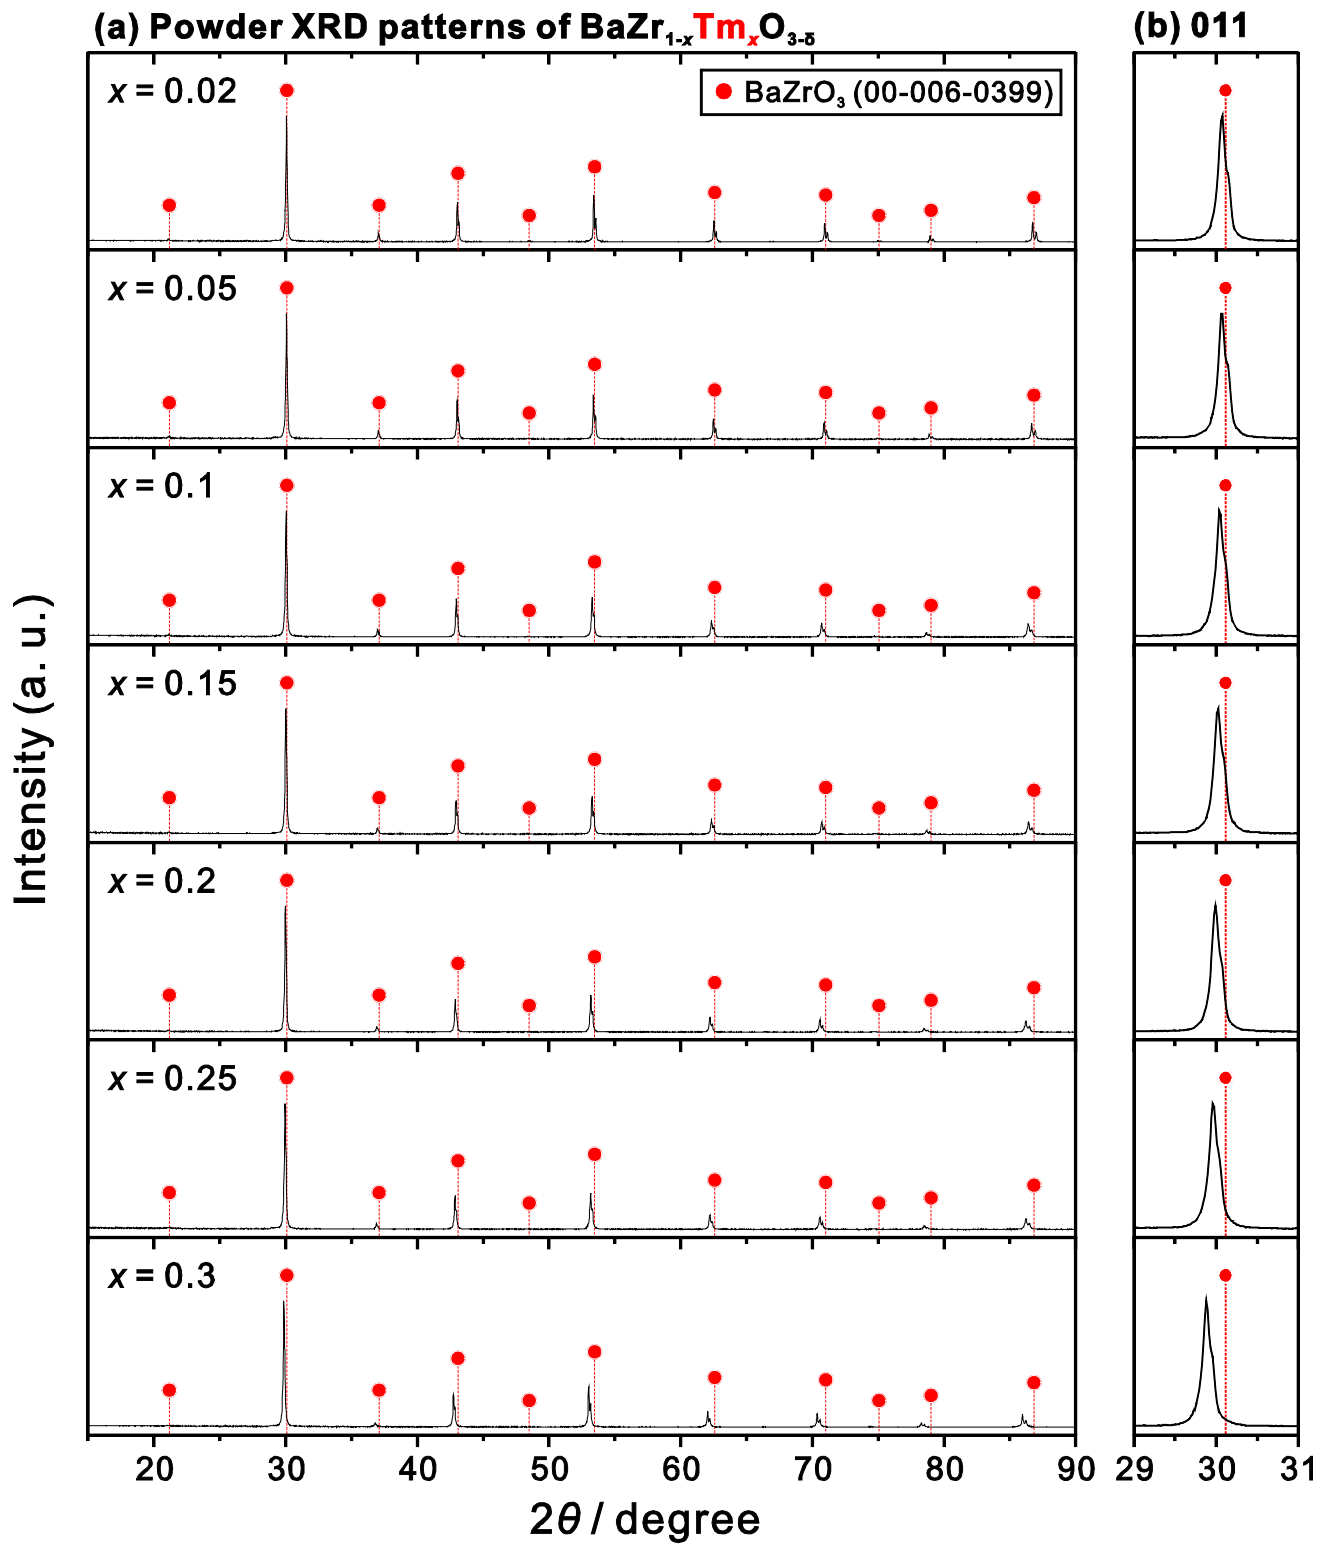 (a) Powder XRD patterns of BaZr₁₋ₓTmₓO₃₋δ
(b) 011
x = 0.02
BaZrO₃ (00-006-0399)
x = 0.05
x = 0.1
x = 0.15
x = 0.2
x = 0.25
x = 0.3
Intensity (a. u.)
20 30 40 50 60 70 80 90
29 30 31
2θ / degree